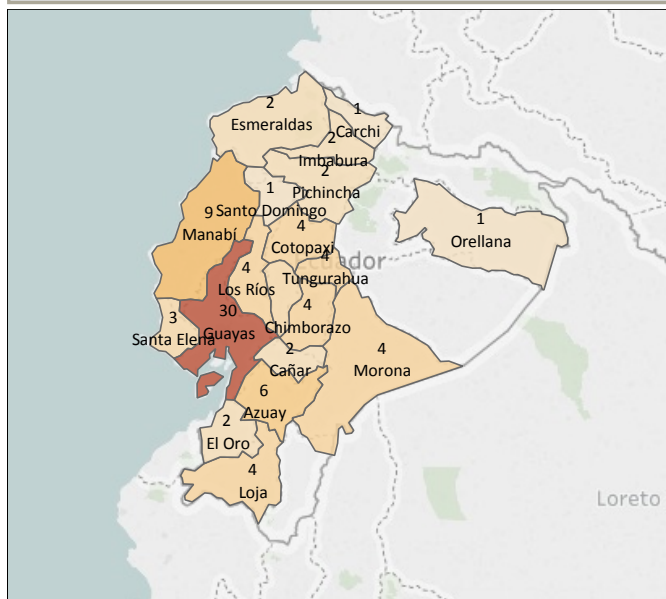 2
Esmeraldas
1
Carchi
2
Imbabura
2
Pichincha
1
Santo Domingo
9
Manabí
4
Cotopaxi
1
Orellana
Ecuador
4
Tungurahua
4
Los Ríos
30
Guayas
3
Santa Elena
4
Chimborazo
4
Morona
2
Cañar
6
Azuay
2
El Oro
4
Loja
Loreto